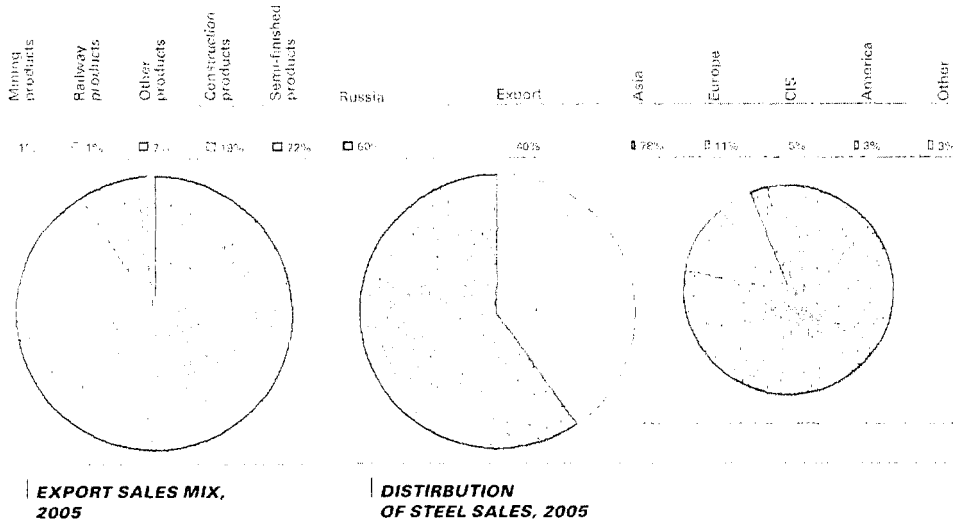 Mining
products
Railway
products
Other
products
Construction
products
Semi-finished
products
Russia
Export
Asia
Europe
CIS
America
Other
1%
19%
72%
60%
40%
78%
11%
5%
3%
3%
EXPORT SALES MIX,
2005
DISTIRBUTION
OF STEEL SALES, 2005